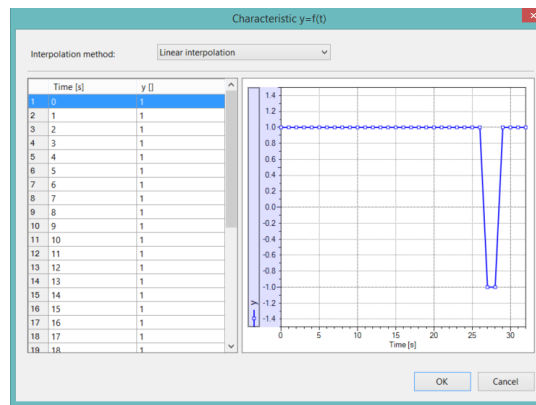 Characteristic y=f(t)
x
Interpolation method: Linear interpolation
Time [s] y []
1 0 1
2 1 1
3 2 1
4 3 1
5 4 1
6 5 1
7 6 1
8 7 1
9 8 1
10 9 1
11 10 1
12 11 1
13 12 1
14 13 1
15 14 1
16 15 1
17 16 1
18 17 1
19 18 1
1.4
1.2
1.0
0.8
0.6
0.4
0.2
0.0
-0.2
-0.4
-0.6
-0.8
-1.0
-1.2
-1.4
y
0 5 10 15 20 25 30
Time [s]
OK Cancel